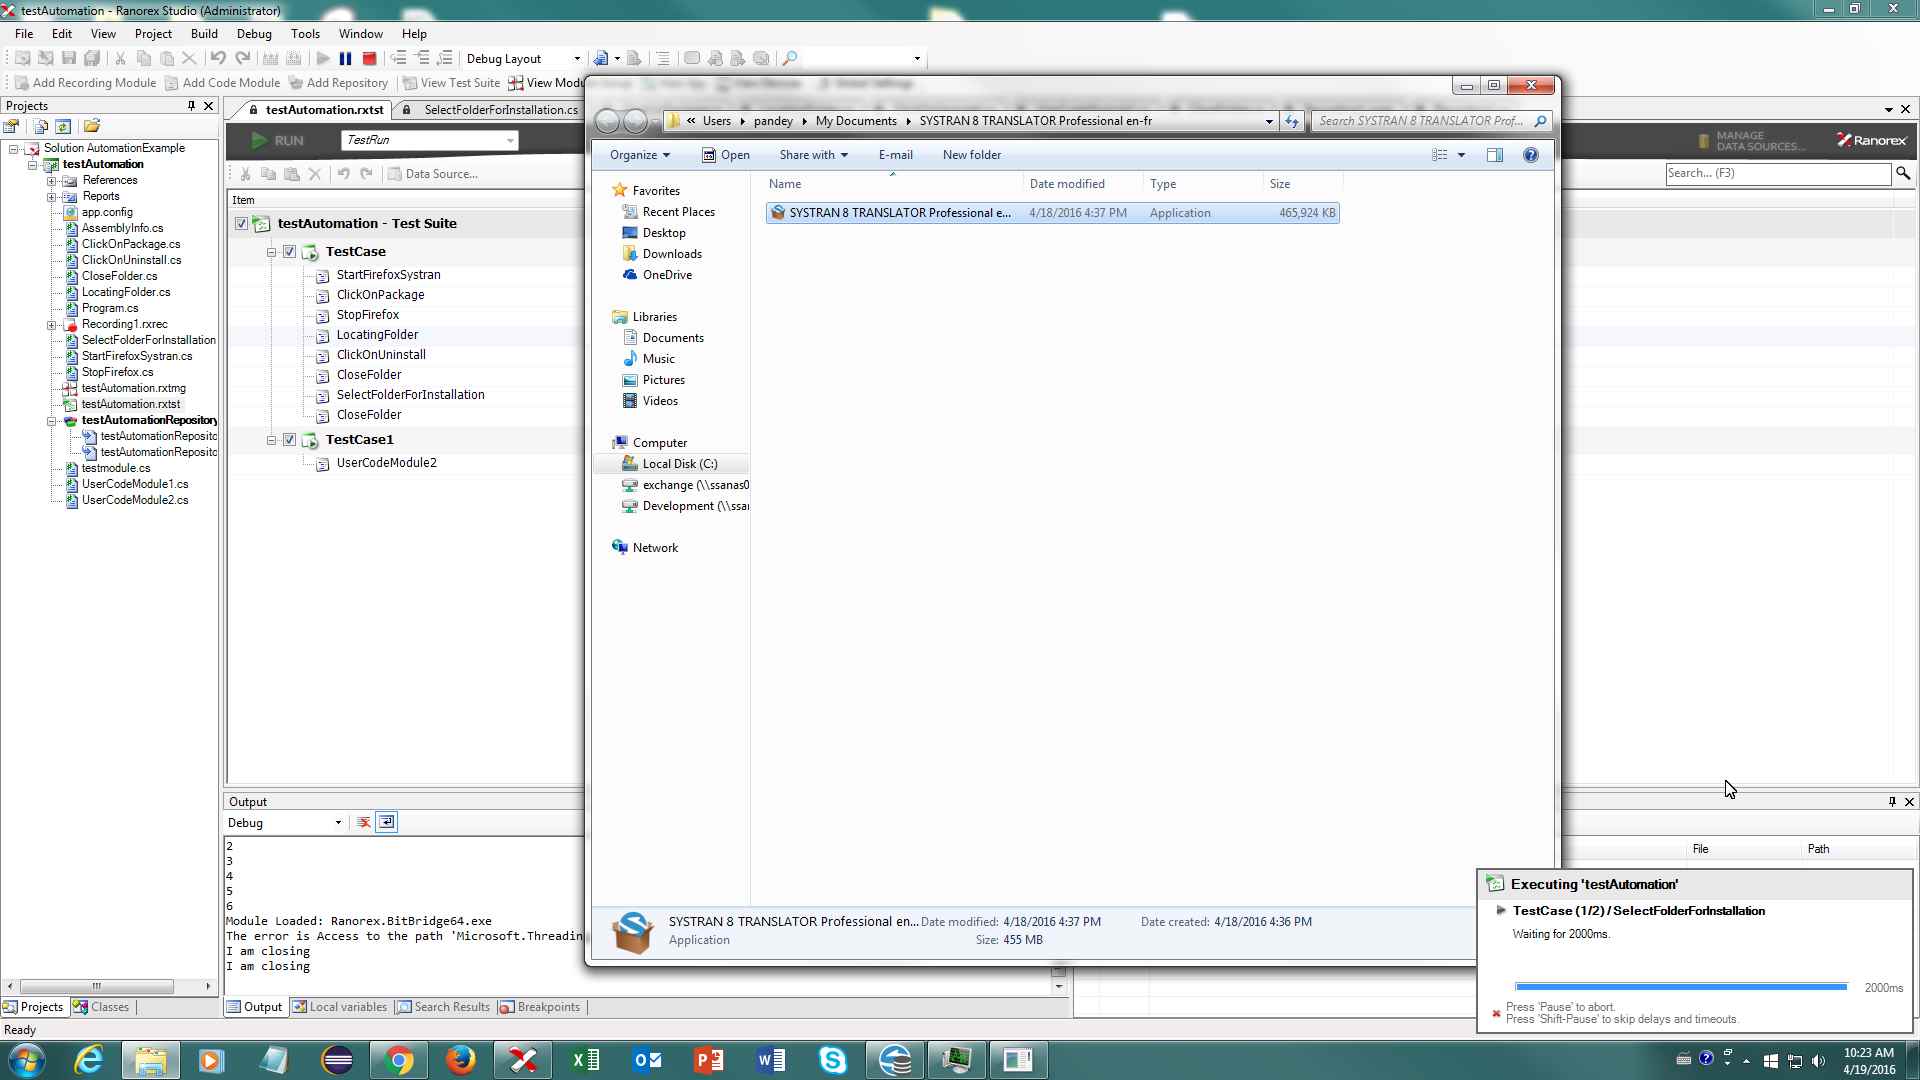 testAutomation - Ranorex Studio (Administrator)
File Edit View Project Build Debug Tools Window Help
Debug Layout
Add Recording Module Add Code Module Add Repository View Test Suite View Modu
Projects
testAutomation.rxtst SelectFolderForInstallation.cs
RUN TestRun
MANAGE
DATA SOURCES...
Ranorex
Data Source...
Search... (F3)
Solution AutomationExample
testAutomation
References
Reports
app.config
AssemblyInfo.cs
ClickOnPackage.cs
ClickOnUninstall.cs
CloseFolder.cs
LocatingFolder.cs
Program.cs
Recording1.rxrec
SelectFolderForInstallation
StartFirefoxSystran.cs
StopFirefox.cs
testAutomation.rxtmg
testAutomation.rxtst
testAutomationRepository
testAutomationReposito
testAutomationReposito
testmodule.cs
UserCodeModule1.cs
UserCodeModule2.cs
Projects Classes
Item
testAutomation - Test Suite
TestCase
StartFirefoxSystran
ClickOnPackage
StopFirefox
LocatingFolder
ClickOnUninstall
CloseFolder
SelectFolderForInstallation
CloseFolder
TestCase1
UserCodeModule2
« Users My Documents SYSTRAN 8 TRANSLATOR Professional en-fr
pandey
Search SYSTRAN 8 TRANSLATOR Prof...
Organize Open Share with E-mail New folder
Favorites
Recent Places
Desktop
Downloads
OneDrive
Libraries
Documents
Music
Pictures
Videos
Computer
Local Disk (C:)
exchange (\\ssanas0
Development (\\ssar
Network
Name Date modified Type Size
SYSTRAN 8 TRANSLATOR Professional e... 4/18/2016 4:37 PM Application 465,924 KB
SYSTRAN 8 TRANSLATOR Professional en... Date modified: 4/18/2016 4:37 PM Date created: 4/18/2016 4:36 PM
Application Size: 455 MB
Output
Debug
2
3
4
5
6
Module Loaded: Ranorex.BitBridge64.exe
The error is Access to the path 'Microsoft.Threadin
I am closing
I am closing
Output Local variables Search Results Breakpoints
File Path
Executing 'testAutomation'
TestCase (1/2) / SelectFolderForInstallation
Waiting for 2000ms.
2000ms
Press 'Pause' to abort.
Press 'Shift-Pause' to skip delays and timeouts.
Ready
10:23 AM
4/19/2016